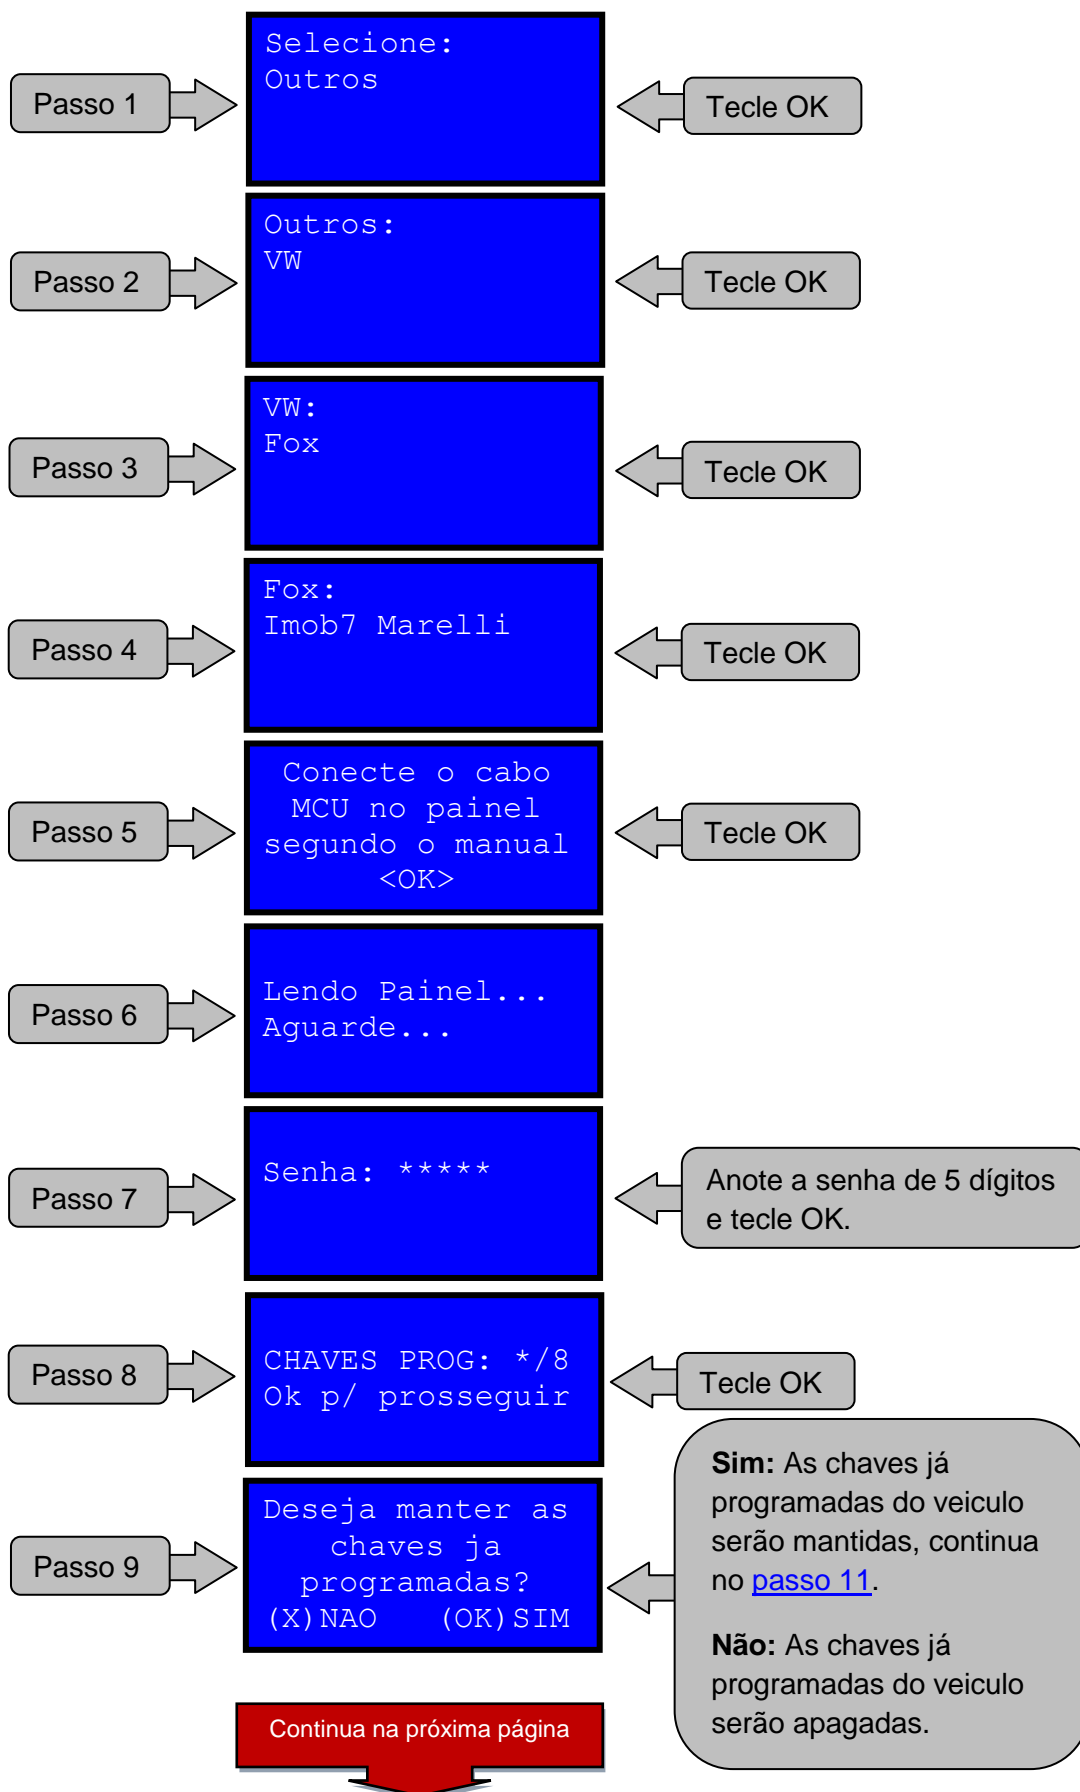 Passo 1
Selecione:
Outros
Tecle OK
Passo 2
Outros:
VW
Tecle OK
Passo 3
VW:
Fox
Tecle OK
Passo 4
Fox:
Imob7 Marelli
Tecle OK
Passo 5
Conecte o cabo
MCU no painel
segundo o manual
<OK>
Tecle OK
Passo 6
Lendo Painel...
Aguarde...
Passo 7
Senha: *****
Anote a senha de 5 dígitos
e tecle OK.
Passo 8
CHAVES PROG: */8
Ok p/ prosseguir
Tecle OK
Passo 9
Deseja manter as
chaves ja
programadas?
(X)NAO (OK)SIM
Sim: As chaves já
programadas do veiculo
serão mantidas, continua
no passo 11.
Não: As chaves já
programadas do veiculo
serão apagadas.
Continua na próxima página